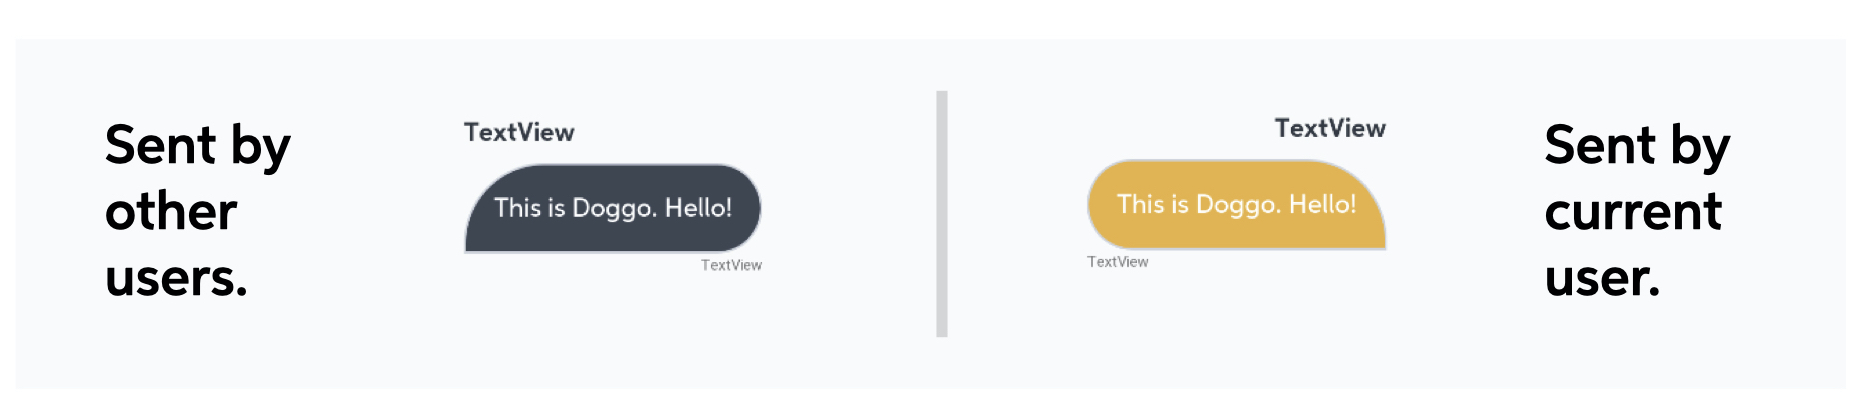 Sent by
other
users.
TextView
This is Doggo. Hello!
TextView
TextView
This is Doggo. Hello!
TextView
Sent by
current
user.